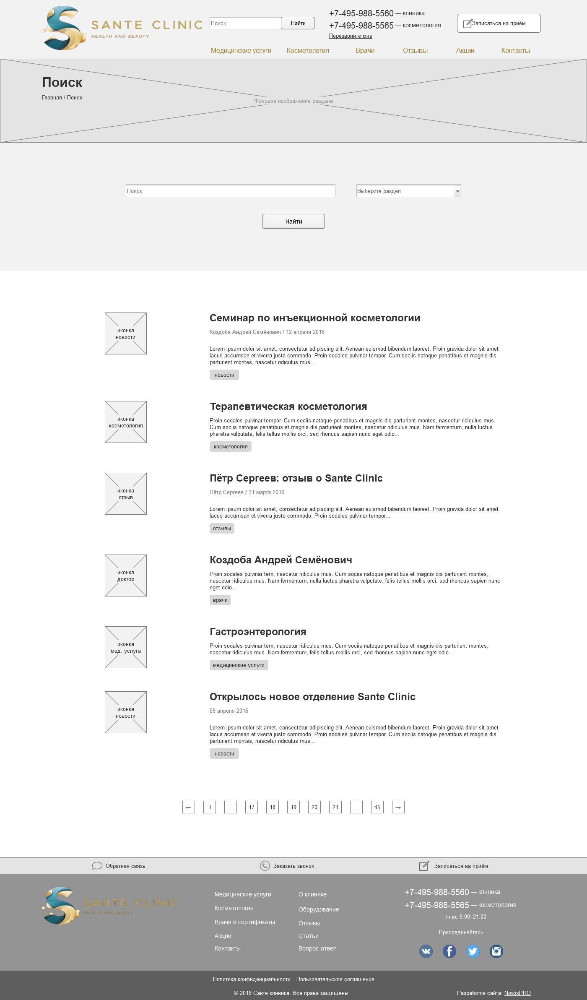 SANTE CLINIC
HEALTH AND BEAUTY
Поиск
Найти
+7-495-988-5560 — клиника
+7-495-988-5565 — косметология
Перезвоните мне
Записаться на приём
Медицинские услуги
Косметология
Врачи
Отзывы
Акции
Контакты
Поиск
Главная / Поиск
Фоновое изображение раздела
Поиск
Выберите раздел
Найти
иконка
новости
Семинар по инъекционной косметологии
Коздоба Андрей Семёнович / 12 апреля 2016
Lorem ipsum dolor sit amet, consectetur adipiscing elit. Aenean euismod bibendum laoreet. Proin gravida dolor sit amet
lacus accumsan et viverra justo commodo. Proin sodales pulvinar tempor. Cum sociis natoque penatibus et magnis dis
parturient montes, nascetur ridiculus mus...
новости
иконка
косметология
Терапевтическая косметология
Proin sodales pulvinar tempor. Cum sociis natoque penatibus et magnis dis parturient montes, nascetur ridiculus mus.
Cum sociis natoque penatibus et magnis dis parturient montes, nascetur ridiculus mus. Nam fermentum, nulla luctus
pharetra vulputate, felis tellus mollis orci, sed rhoncus sapien nunc eget odio...
косметология
иконка
отзыв
Пётр Сергеев: отзыв о Sante Clinic
Пётр Сергеев / 31 марта 2016
Lorem ipsum dolor sit amet, consectetur adipiscing elit. Aenean euismod bibendum laoreet. Proin gravida dolor sit amet
lacus accumsan et viverra justo commodo. Proin sodales pulvinar tempor...
отзывы
иконка
доктор
Коздоба Андрей Семёнович
Proin sodales pulvinar tem, nascetur ridiculus mus. Cum sociis natoque penatibus et magnis dis parturient montes,
nascetur ridiculus mus. Nam fermentum, nulla luctus pharetra vulputate, felis tellus mollis orci, sed rhoncus sapien nunc
eget odio...
врачи
иконка
мед. услуга
Гастроэнтерология
Proin sodales pulvinar tem, nascetur ridiculus mus. Cum sociis natoque penatibus et magnis dis parturient montes,
nascetur ridiculus mus. Nam fermentum, felis tellus mollis orci, sed rhoncus sapien nunc eget odio...
медицинские услуги
иконка
новости
Открылось новое отделение Sante Clinic
06 апреля 2016
Lorem ipsum dolor sit amet, consectetur adipiscing elit. Aenean euismod bibendum laoreet. Proin gravida dolor sit amet
lacus accumsan et viverra justo commodo. Proin sodales pulvinar tempor. Cum sociis natoque penatibus et magnis dis
parturient montes, nascetur ridiculus mus...
новости
← 1 ... 17 18 19 20 21 ... 45 →
Обратная связь
Заказать звонок
Записаться на приём
SANTE CLINIC
HEALTH AND BEAUTY
Медицинские услуги
Косметология
Врачи и сертификаты
Акции
Контакты
О клинике
Оборудование
Отзывы
Статьи
Вопрос-ответ
+7-495-988-5560 — клиника
+7-495-988-5565 — косметология
пн-вс 9:00–21:00
Присоединяйтесь
Политика конфиденциальности
Пользовательское соглашение
© 2016 Санте клиника. Все права защищены
Разработка сайта: NovoxPRO